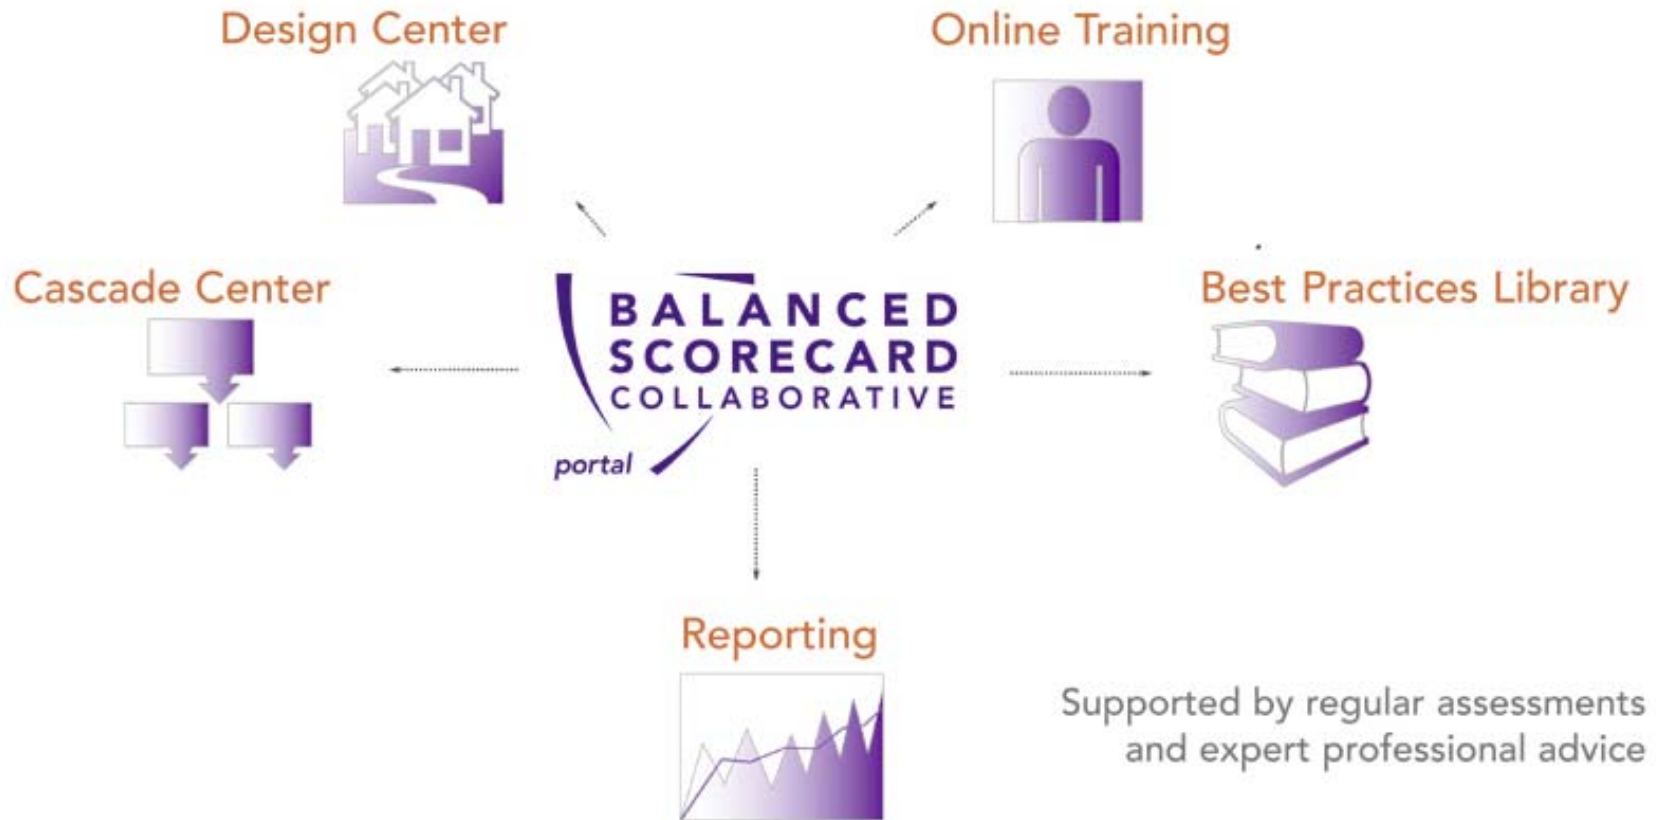 Design Center
Online Training
Cascade Center
BALANCED
SCORECARD
COLLABORATIVE
portal
Best Practices Library
Reporting
Supported by regular assessments
and expert professional advice